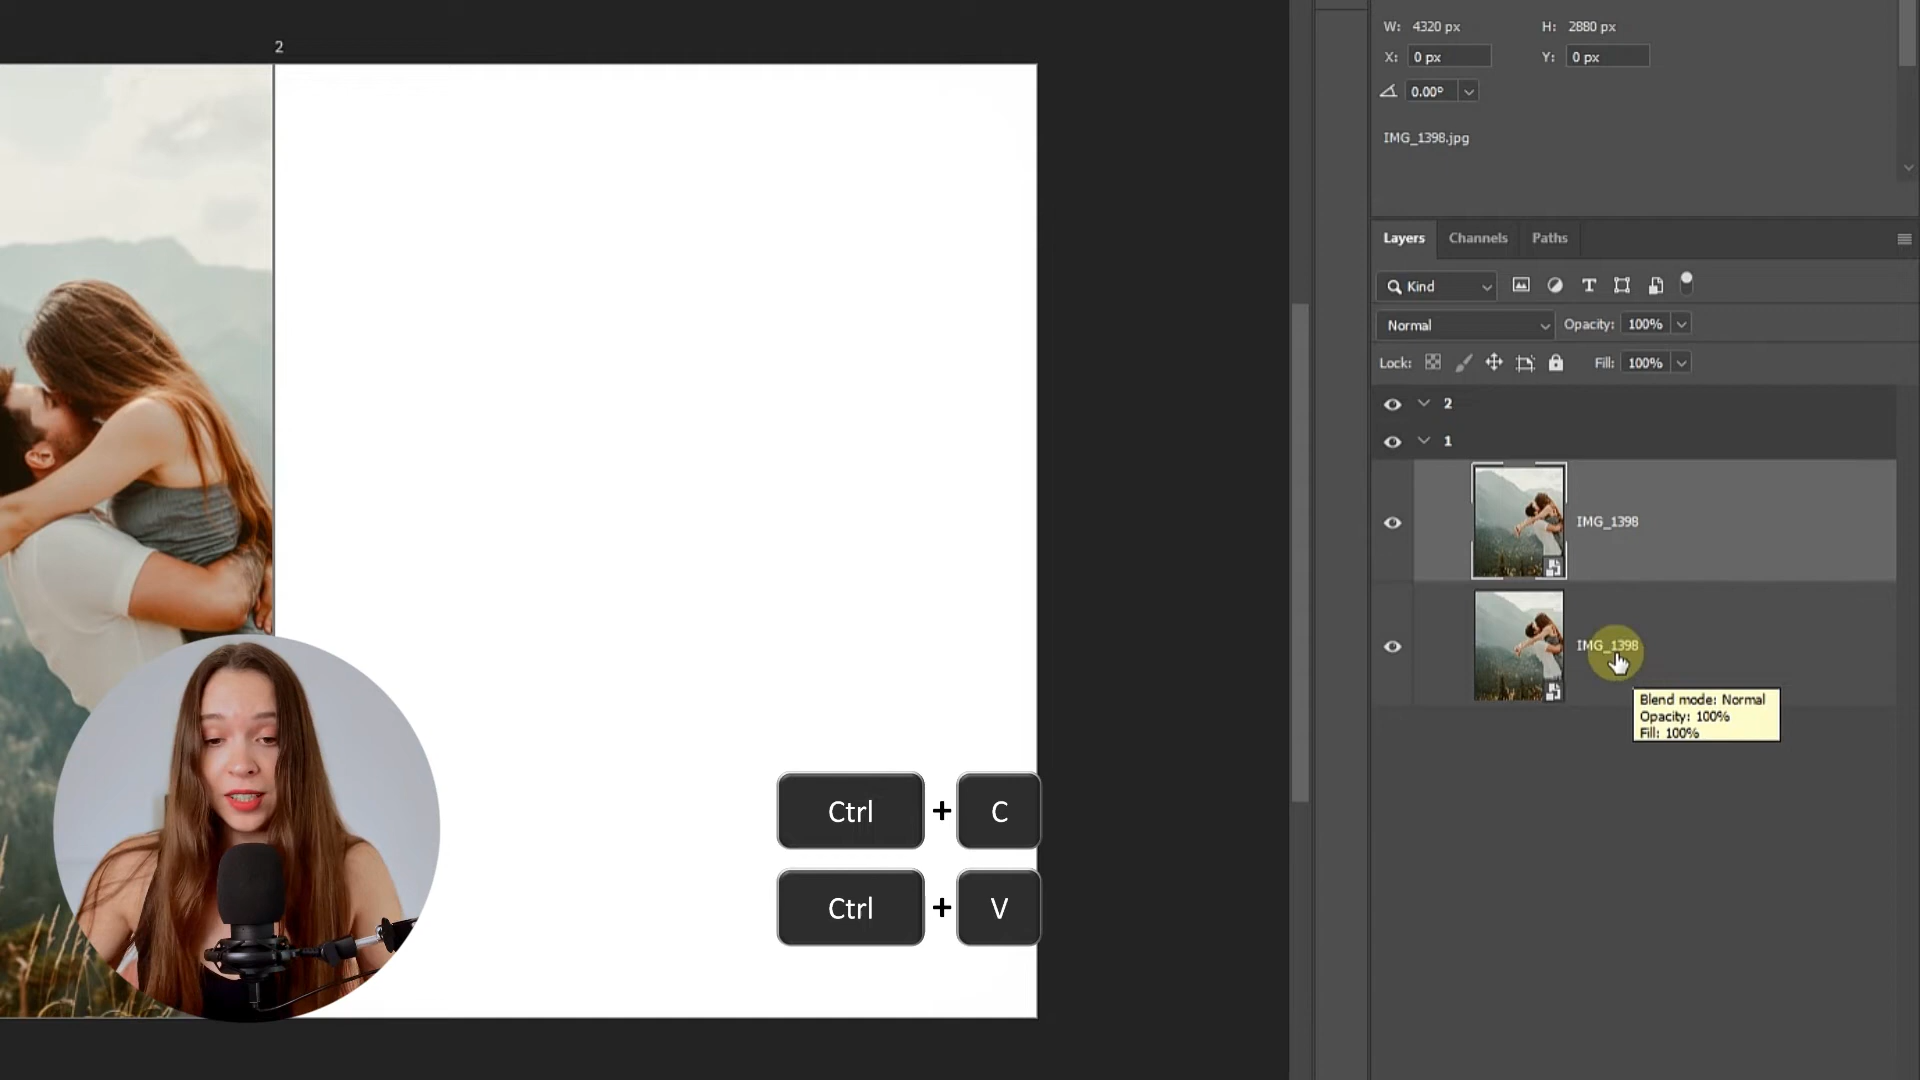 2
W: 4320 px H: 2880 px
X: 0 px Y: 0 px
0.00°
IMG_1398.jpg
Layers Channels Paths
Kind
Normal Opacity: 100%
Lock: Fill: 100%
2
1
IMG_1398
IMG_1398
Blend mode: Normal
Opacity: 100%
Fill: 100%
Ctrl + C
Ctrl + V